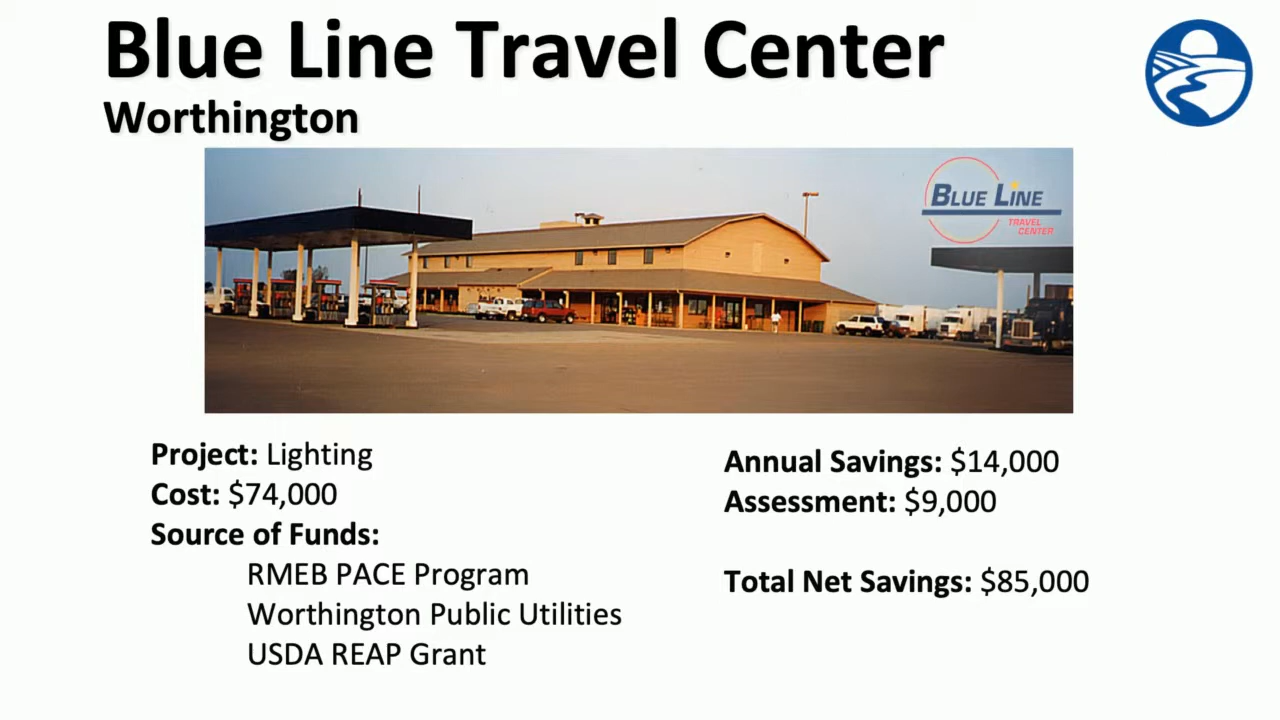 Blue Line Travel Center
Worthington
BLUE LINE
TRAVEL
CENTER
Project: Lighting
Cost: $74,000
Source of Funds:
RMEB PACE Program
Worthington Public Utilities
USDA REAP Grant
Annual Savings: $14,000
Assessment: $9,000
Total Net Savings: $85,000